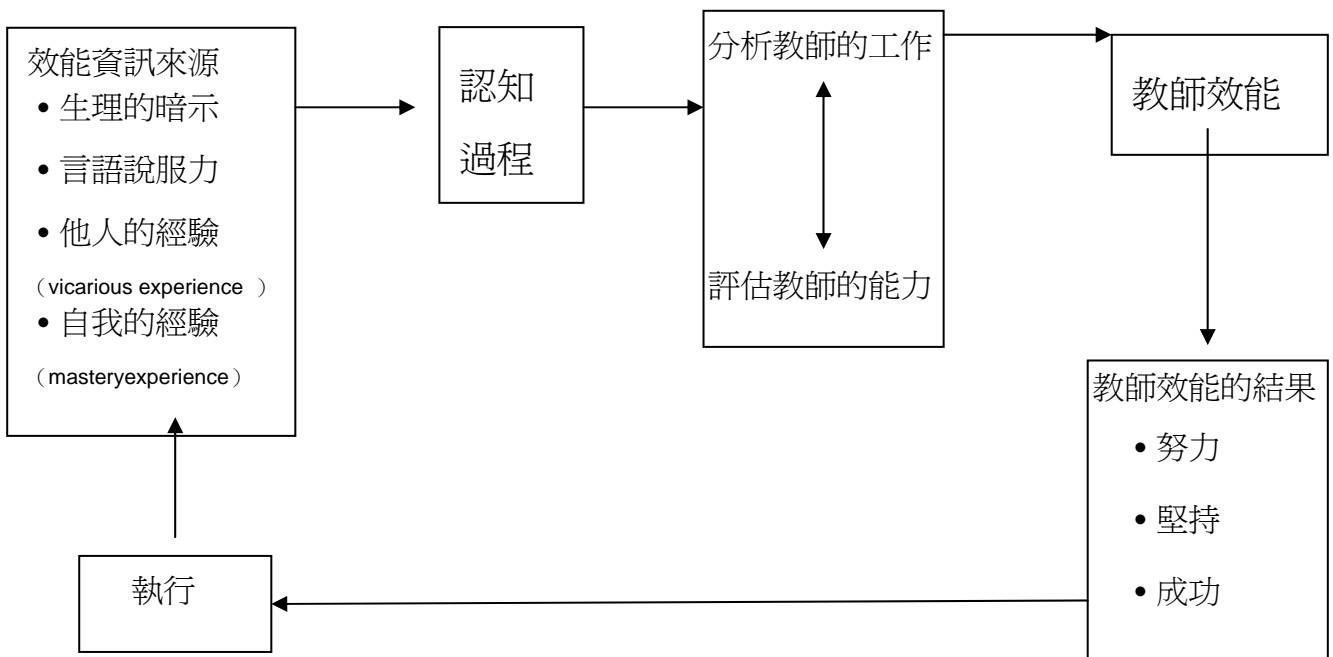 效能資訊來源
• 生理的暗示
• 言語說服力
• 他人的經驗
（vicarious experience ）
• 自我的經驗
（masteryexperience）
認知
過程
分析教師的工作
評估教師的能力
教師效能
教師效能的結果
• 努力
• 堅持
• 成功
執行